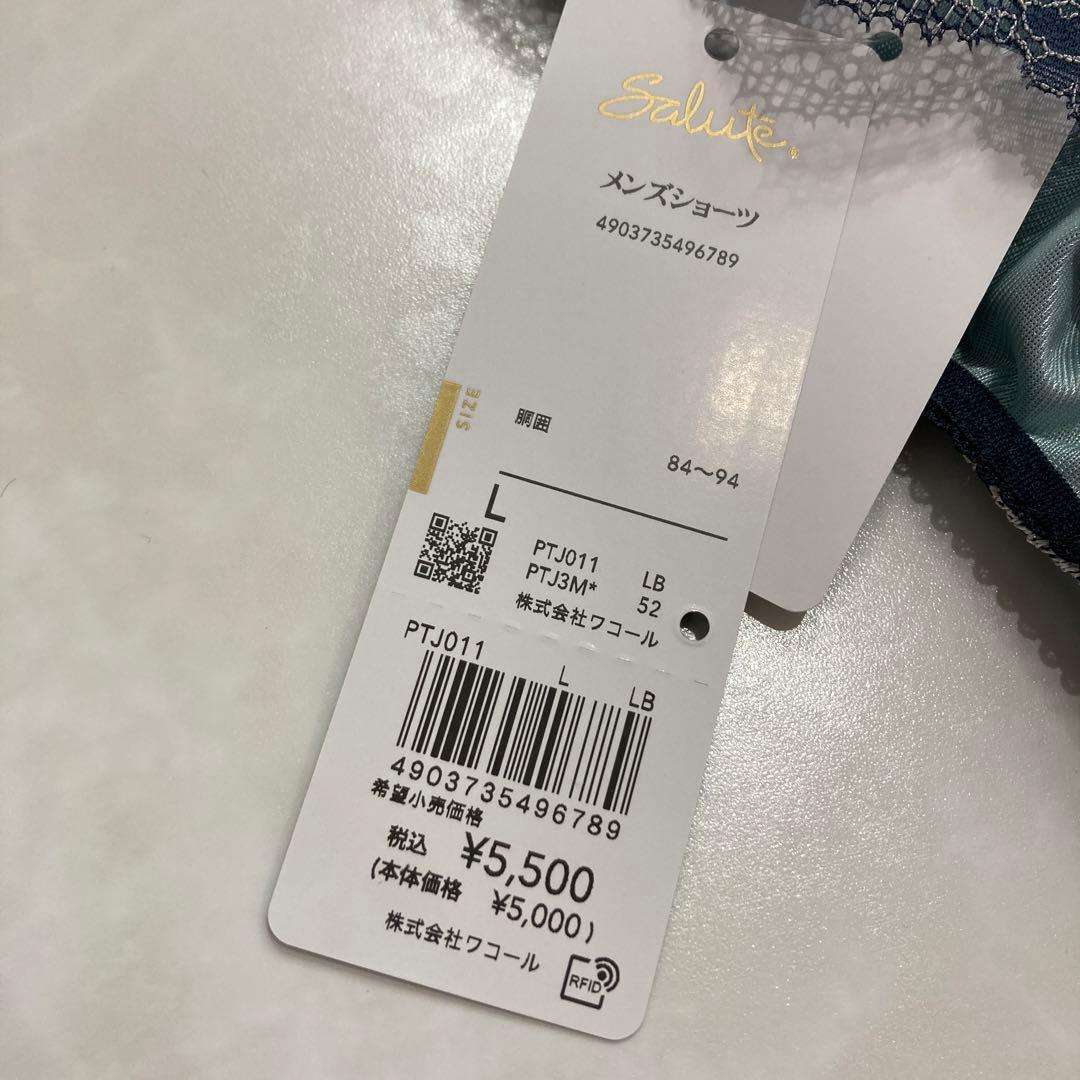 Salute
メンズショーツ
4903735496789
SIZE
胴囲
84〜94
L
PTJ011 LB
PTJ3M* 52
株式会社ワコール
PTJ011 L LB
4903735496789
希望小売価格
税込 ¥5,500
(本体価格 ¥5,000)
株式会社ワコール
RFID